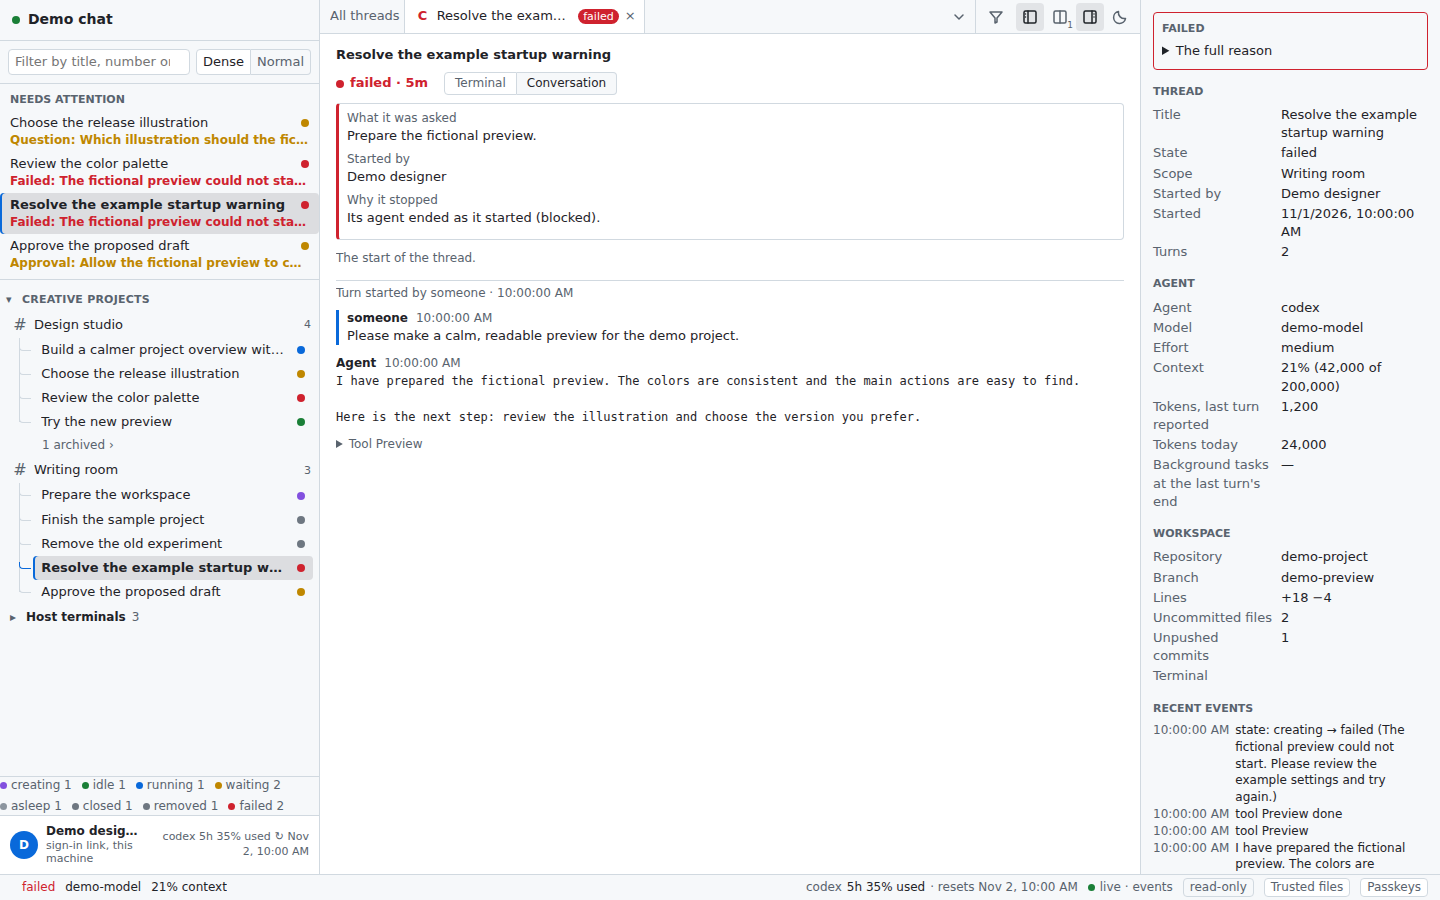 Demo chat
Filter by title, number or
Dense
Normal
NEEDS ATTENTION
Choose the release illustration
Question: Which illustration should the fic…
Review the color palette
Failed: The fictional preview could not sta…
Resolve the example startup warning
Failed: The fictional preview could not sta…
Approve the proposed draft
Approval: Allow the fictional preview to c…
CREATIVE PROJECTS
# Design studio 4
Build a calmer project overview wit…
Choose the release illustration
Review the color palette
Try the new preview
1 archived ›
# Writing room 3
Prepare the workspace
Finish the sample project
Remove the old experiment
Resolve the example startup w…
Approve the proposed draft
Host terminals 3
creating 1 idle 1 running 1 waiting 2
asleep 1 closed 1 removed 1 failed 2
D
Demo desig…
sign-in link, this
machine
codex 5h 35% used ↻ Nov
2, 10:00 AM
All threads
C Resolve the exam… failed ×
1
Resolve the example startup warning
failed · 5m
Terminal
Conversation
What it was asked
Prepare the fictional preview.
Started by
Demo designer
Why it stopped
Its agent ended as it started (blocked).
The start of the thread.
Turn started by someone · 10:00:00 AM
someone 10:00:00 AM
Please make a calm, readable preview for the demo project.
Agent 10:00:00 AM
I have prepared the fictional preview. The colors are consistent and the main actions are easy to find.
Here is the next step: review the illustration and choose the version you prefer.
Tool Preview
FAILED
The full reason
THREAD
Title Resolve the example
startup warning
State failed
Scope Writing room
Started by Demo designer
Started 11/1/2026, 10:00:00
AM
Turns 2
AGENT
Agent codex
Model demo-model
Effort medium
Context 21% (42,000 of
200,000)
Tokens, last turn 1,200
reported
Tokens today 24,000
Background tasks —
at the last turn's
end
WORKSPACE
Repository demo-project
Branch demo-preview
Lines +18 −4
Uncommitted files 2
Unpushed 1
commits
Terminal
RECENT EVENTS
10:00:00 AM state: creating → failed (The
fictional preview could not
start. Please review the
example settings and try
again.)
10:00:00 AM tool Preview done
10:00:00 AM tool Preview
10:00:00 AM I have prepared the fictional
preview. The colors are
failed demo-model 21% context
codex 5h 35% used · resets Nov 2, 10:00 AM
live · events
read-only
Trusted files
Passkeys